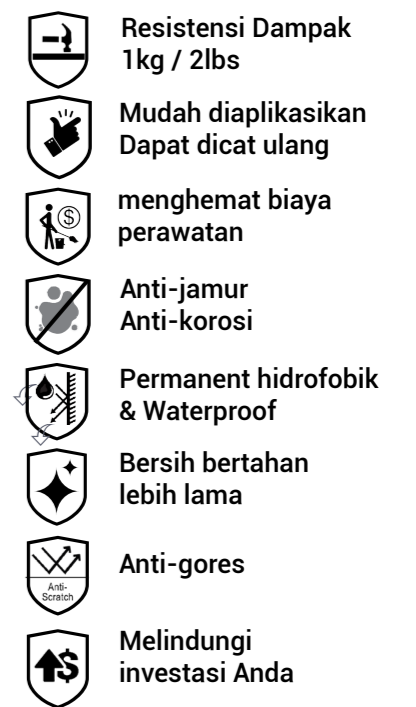 Resistensi Dampak
1kg / 2lbs
Mudah diaplikasikan
Dapat dicat ulang
menghemat biaya
perawatan
$
Anti-jamur
Anti-korosi
Permanent hidrofobik
& Waterproof
Bersih bertahan
lebih lama
Anti-
Scratch
Anti-gores
$
Melindungi
investasi Anda